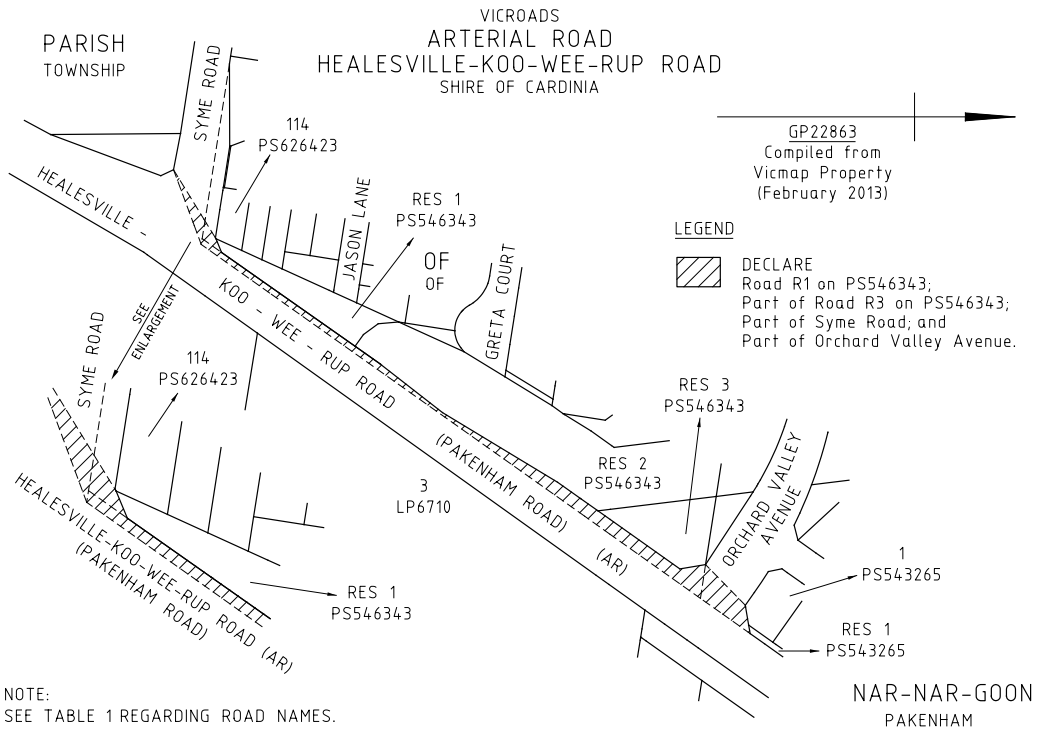 VICROADS
ARTERIAL ROAD
HEALESVILLE-KOO-WEE-RUP ROAD
SHIRE OF CARDINIA
PARISH
TOWNSHIP
SYME ROAD
114
PS626423
GP22863
Compiled from
Vicmap Property
(February 2013)
HEALESVILLE -
KOO - WEE - RUP ROAD
(PAKENHAM ROAD)
(AR)
JASON LANE
RES 1
PS546343
OF
OF
GRETA COURT
LEGEND
DECLARE
Road R1 on PS546343;
Part of Road R3 on PS546343;
Part of Syme Road; and
Part of Orchard Valley Avenue.
SEE
ENLARGEMENT
SYME ROAD
114
PS626423
RES 3
PS546343
RES 2
PS546343
3
LP6710
ORCHARD VALLEY
AVENUE
1
PS543265
HEALESVILLE-KOO-WEE-RUP ROAD (AR)
(PAKENHAM ROAD)
RES 1
PS546343
RES 1
PS543265
NOTE:
SEE TABLE 1 REGARDING ROAD NAMES.
NAR-NAR-GOON
PAKENHAM